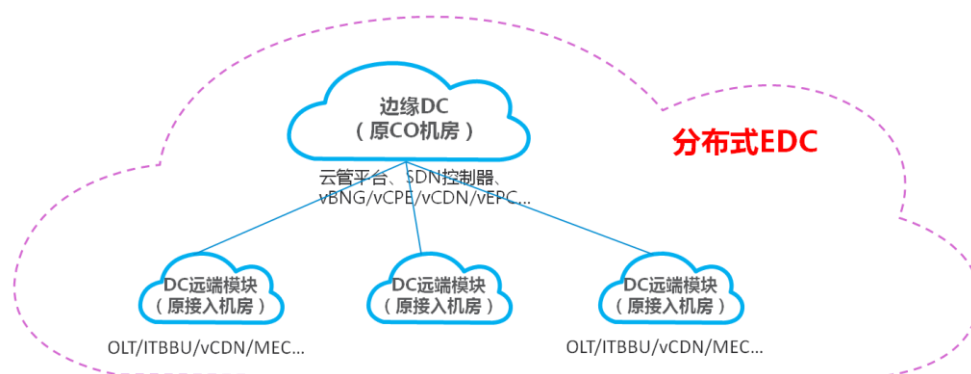 边缘DC
（原CO机房）
分布式EDC
云管平台、SDN控制器、
vBNG/vCPE/vCDN/vEPC...
DC远端模块
（原接入机房）
DC远端模块
（原接入机房）
DC远端模块
（原接入机房）
OLT/ITBBU/vCDN/MEC...
OLT/ITBBU/vCDN/MEC...